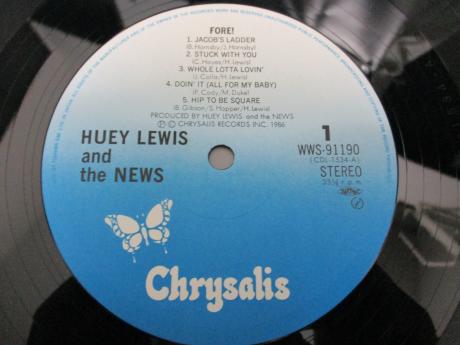 FORE!
1. JACOB'S LADDER
(B. Hornsby/J. Hornsby)
2. STUCK WITH YOU
(C. Hayes/H. Lewis)
3. WHOLE LOTTA LOVIN'
(J. Colla/H. Lewis)
4. DOIN' IT (ALL FOR MY BABY)
(P. Cody/M. Duke)
5. HIP TO BE SQUARE
(B. Gibson/S. Hopper/H. Lewis)
PRODUCED BY HUEY LEWIS and the NEWS
Ⓟ © CHRYSALIS RECORDS INC. 1986
HUEY LEWIS
and
the NEWS
1
WWS-91190
(CDL-1534-A)
STEREO
33⅓ r.p.m.
Chrysalis